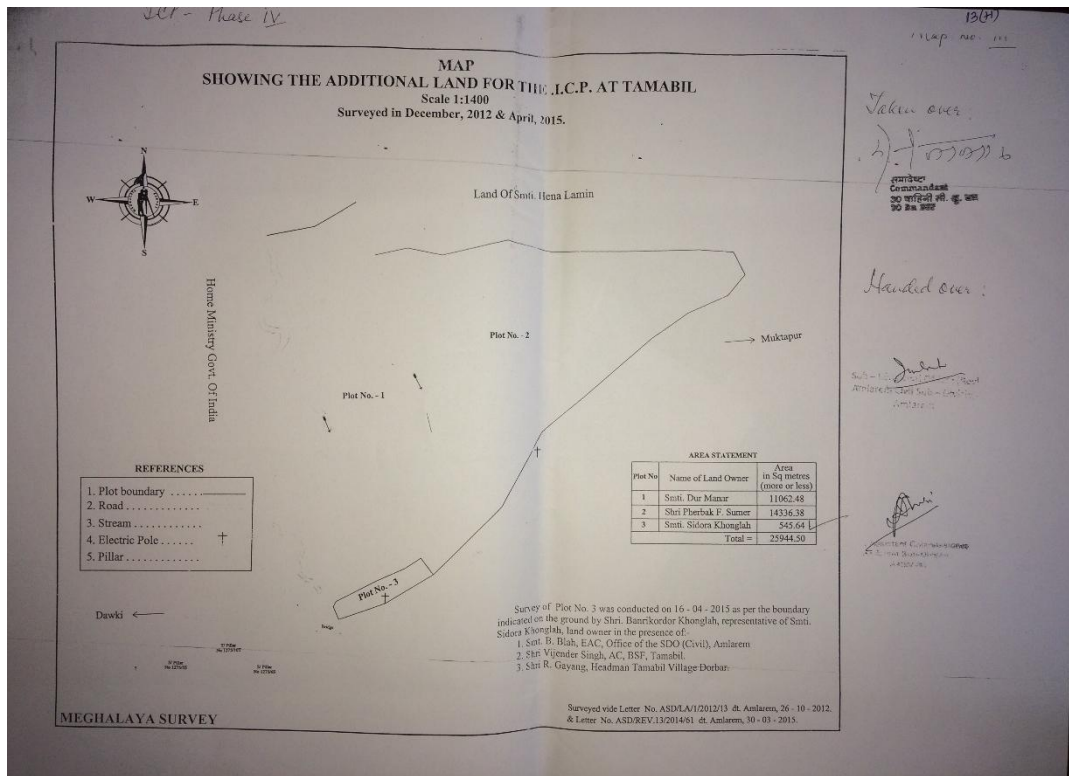 ICP - Phase IV
13(H)
Map No.
MAP
SHOWING THE ADDITIONAL LAND FOR THE .I.C.P. AT TAMABIL
Scale 1:1400
Surveyed in December, 2012 & April, 2015.
Taken over:
समादेष्टा
Commandant
Handed over:
N
W
E
S
Land Of Smti. Hena Lamin
Home Ministry Govt. Of India
Plot No. - 2
Muktapur
Plot No. - 1
REFERENCES
1. Plot boundary ......
2. Road.............
3. Stream............
4. Electric Pole......
5. Pillar.............
AREA STATEMENT
Plot No Name of Land Owner Area in Sq metres (more or less)
1 Smti. Dur Manar 11062.48
2 Shri Pherbak F. Sumer 14336.38
3 Smti. Sidora Khonglah 545.64
Total = 25944.50
Plot No. - 3
Dawki
Survey of Plot No. 3 was conducted on 16 - 04 - 2015 as per the boundary
indicated on the ground by Shri. Banrikordor Khonglah, representative of Smti.
Sidora Khonglah, land owner in the presence of:-
1. Smt. B. Blah, EAC, Office of the SDO (Civil), Amlarem
2. Shri Vijender Singh, AC, BSF, Tamabil.
3. Shri R. Gayang, Headman Tamabil Village Dorbar.
Surveyed vide Letter No. ASD/LA/1/2012/13 dt. Amlarem, 26 - 10 - 2012.
& Letter No. ASD/REV.13/2014/61 dt. Amlarem, 30 - 03 - 2015.
MEGHALAYA SURVEY